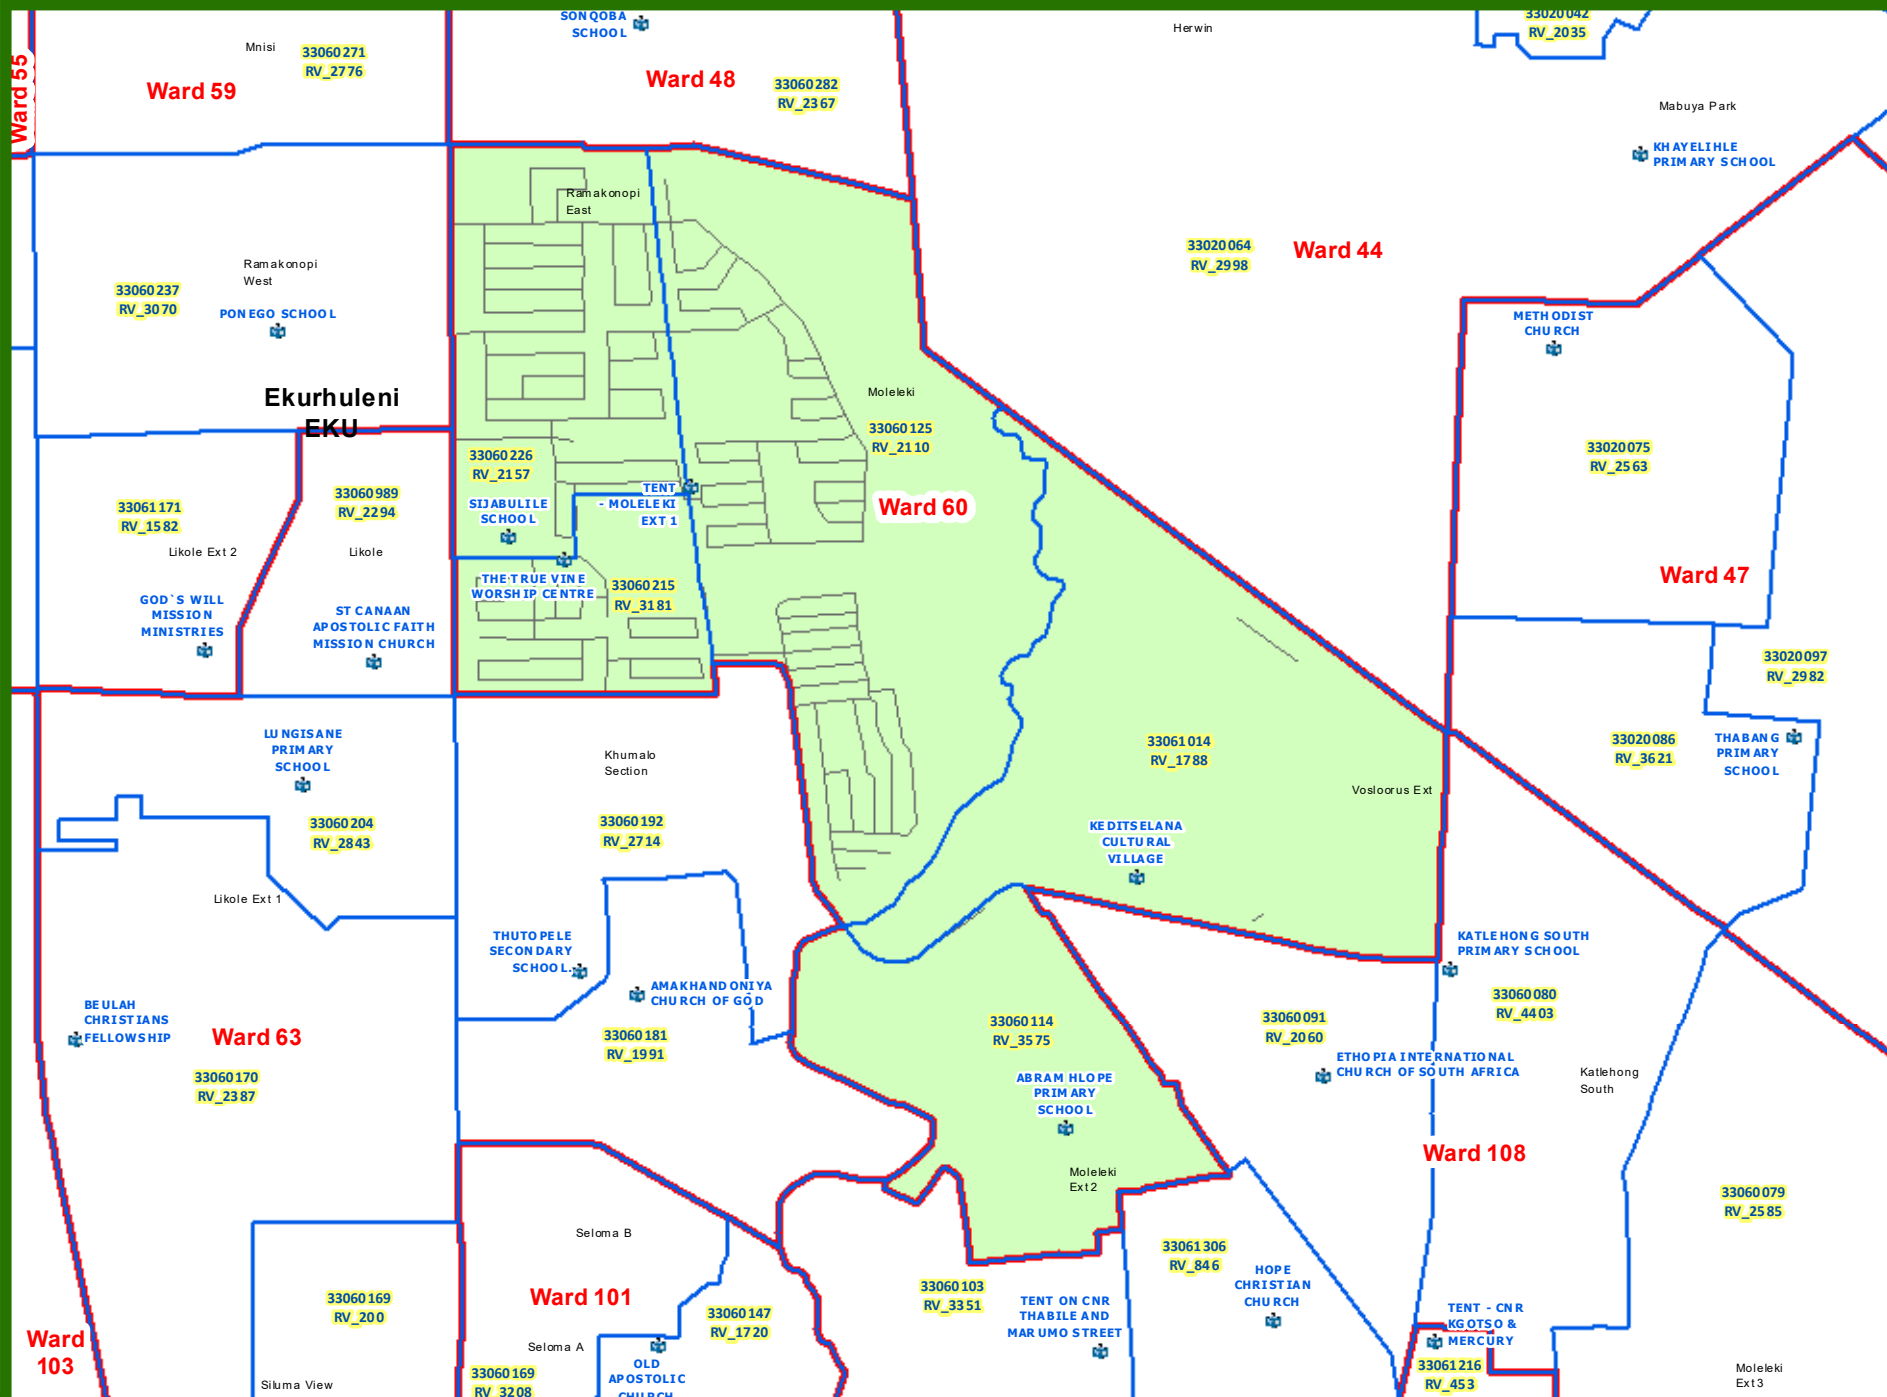 SONQOBA
SCHOOL
Herwin
33020042
RV_2035
Mnisi
33060271
RV_2776
Ward 55
Ward 59
Ward 48
33060282
RV_2367
Mabuya Park
KHAYELIHLE
PRIMARY SCHOOL
Ramakonopi
East
33020064
RV_2998
Ward 44
Ramakonopi
West
33060237
RV_3070
PONEGO SCHOOL
METHODIST
CHURCH
Ekurhuleni
EKU
Moleleki
33060125
RV_2110
33020075
RV_2563
33060226
RV_2157
33061171
RV_1582
33060989
RV_2294
SIJABULILE
SCHOOL
TENT
- MOLELEKI
EXT 1
Ward 60
Likole Ext 2
Likole
THE TRUE VINE
WORSHIP CENTRE
33060215
RV_3181
Ward 47
GOD`S WILL
MISSION
MINISTRIES
ST CANAAN
APOSTOLIC FAITH
MISSION CHURCH
33020097
RV_2982
LUNGISANE
PRIMARY
SCHOOL
Khumalo
Section
33061014
RV_1788
33020086
RV_3621
THABANG
PRIMARY
SCHOOL
Vosloorus Ext
33060204
RV_2843
33060192
RV_2714
KEDITSELANA
CULTURAL
VILLAGE
Likole Ext 1
THUTOPELE
SECONDARY
SCHOOL.
KATLEHONG SOUTH
PRIMARY SCHOOL
AMAKHANDONIYA
CHURCH OF GOD
33060080
RV_4403
BEULAH
CHRISTIANS
FELLOWSHIP
Ward 63
33060181
RV_1991
33060114
RV_3575
33060091
RV_2060
ETHOPIA INTERNATIONAL
CHURCH OF SOUTH AFRICA
33060170
RV_2387
ABRAM HLOPE
PRIMARY
SCHOOL
Katlehong
South
Ward 108
Moleleki
Ext 2
33060079
RV_2585
Seloma B
33061306
RV_846
33060169
RV_200
Ward 101
33060147
RV_1720
33060103
RV_3351
HOPE
CHRISTIAN
CHURCH
TENT ON CNR
THABILE AND
MARUMO STREET
TENT - CNR
KGOTSO &
MERCURY
Ward
103
Seloma A
33060169
RV_3208
OLD
APOSTOLIC
CHURCH
33061216
RV_453
Siluma View
Moleleki
Ext 3